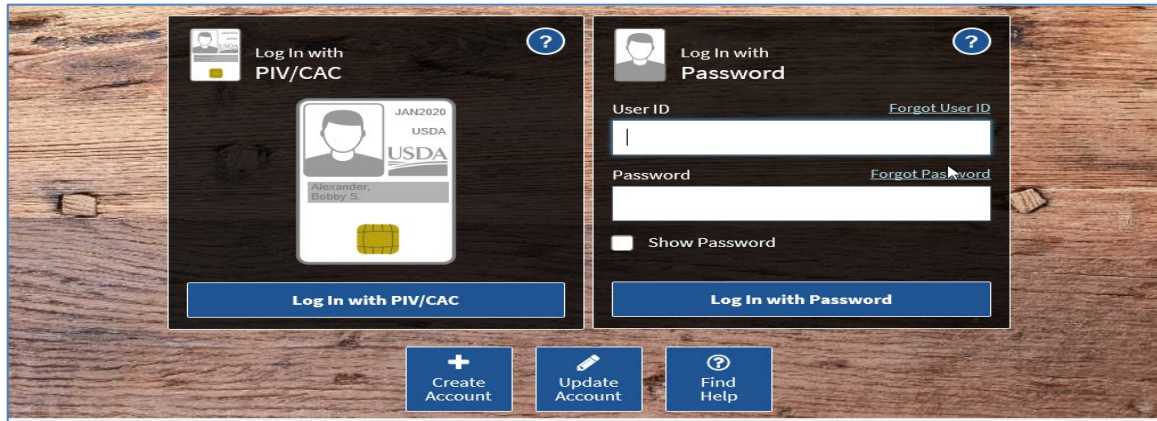 Log In with
PIV/CAC
?
JAN2020
USDA
USDA
Alexander,
Bobby S.
Log In with PIV/CAC
Log In with
Password
?
User ID
Forgot User ID
Password
Forgot Password
Show Password
Log In with Password
Create
Account
Update
Account
?
Find
Help